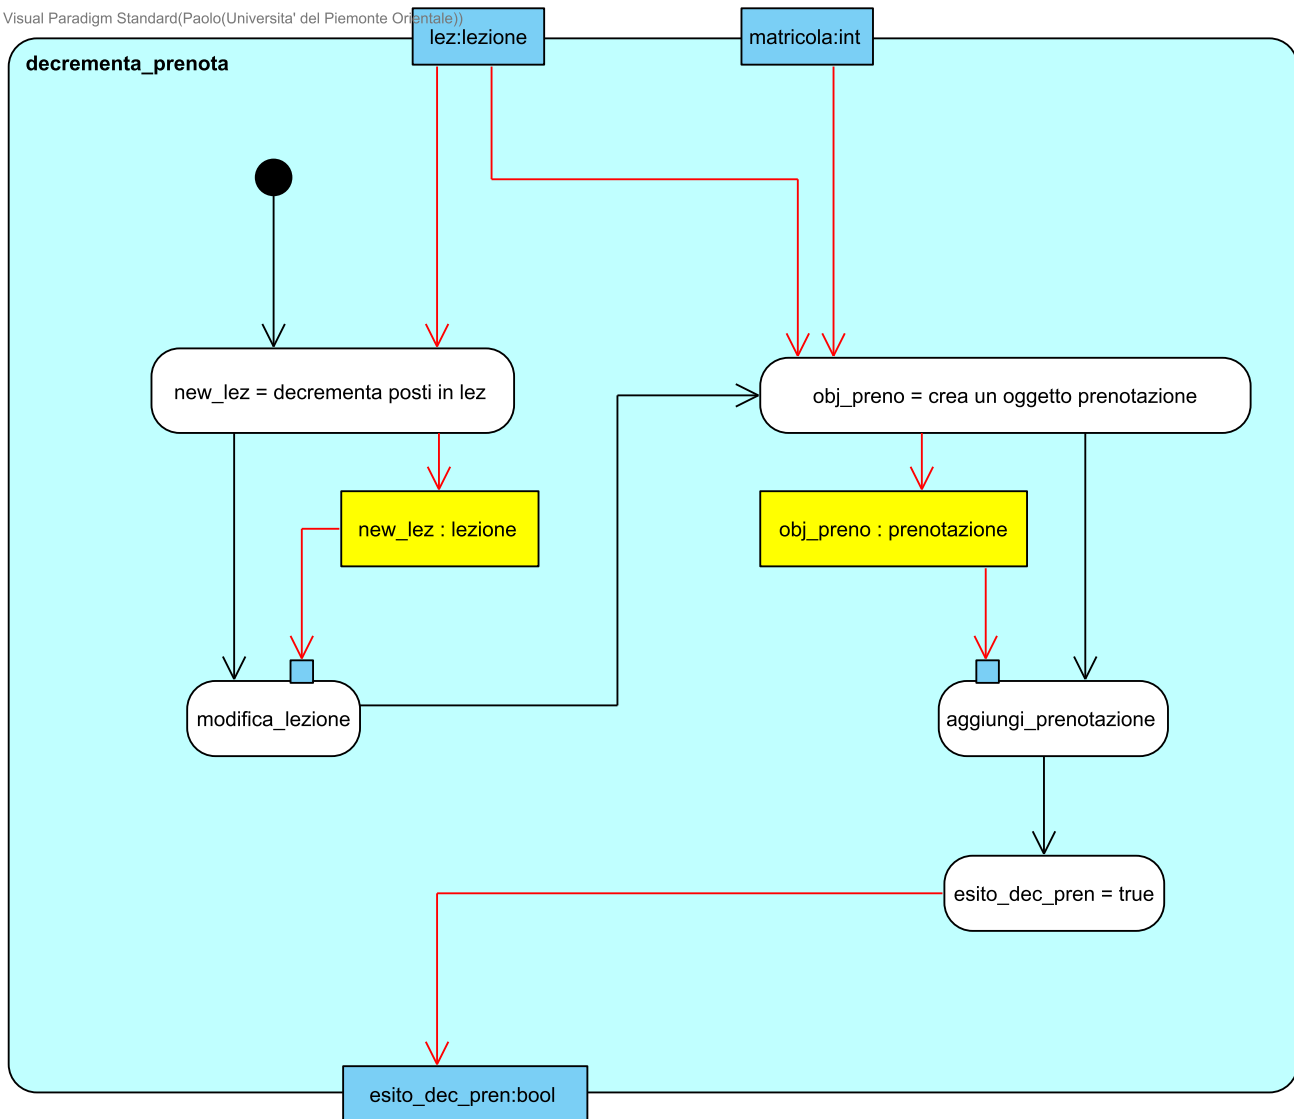 Visual Paradigm Standard(Paolo(Universita' del Piemonte Orientale))
lez:lezione
matricola:int
decrementa_prenota
new_lez = decrementa posti in lez
obj_preno = crea un oggetto prenotazione
new_lez : lezione
obj_preno : prenotazione
modifica_lezione
aggiungi_prenotazione
esito_dec_pren = true
esito_dec_pren:bool